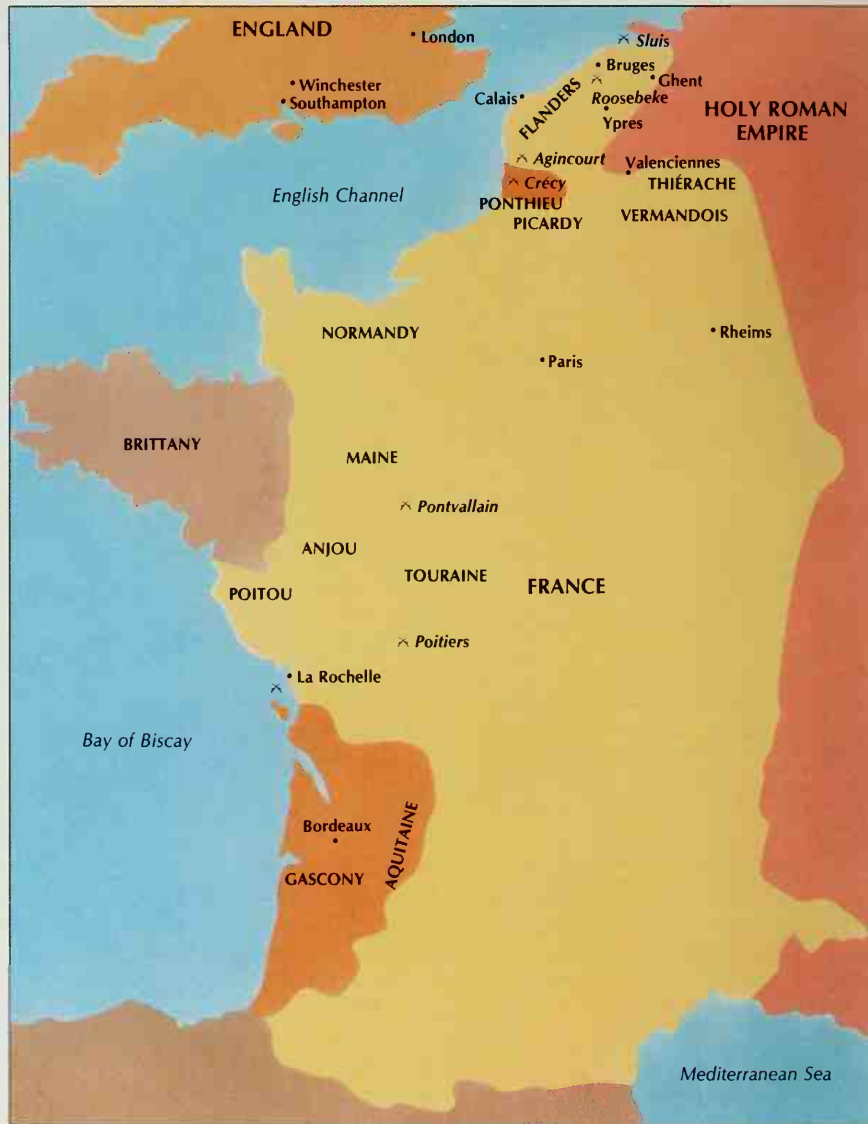 ENGLAND
London
Sluis
Bruges
Ghent
Winchester
Southampton
Calais
FLANDERS
Roosebeke
Ypres
HOLY ROMAN
EMPIRE
Agincourt
Valenciennes
THIÉRACHE
English Channel
Crécy
PONTHIEU
PICARDY
VERMANDOIS
NORMANDY
Rheims
Paris
BRITTANY
MAINE
Pontvallain
ANJOU
TOURAINE
FRANCE
POITOU
Poitiers
La Rochelle
Bay of Biscay
Bordeaux
AQUITAINE
GASCONY
Mediterranean Sea